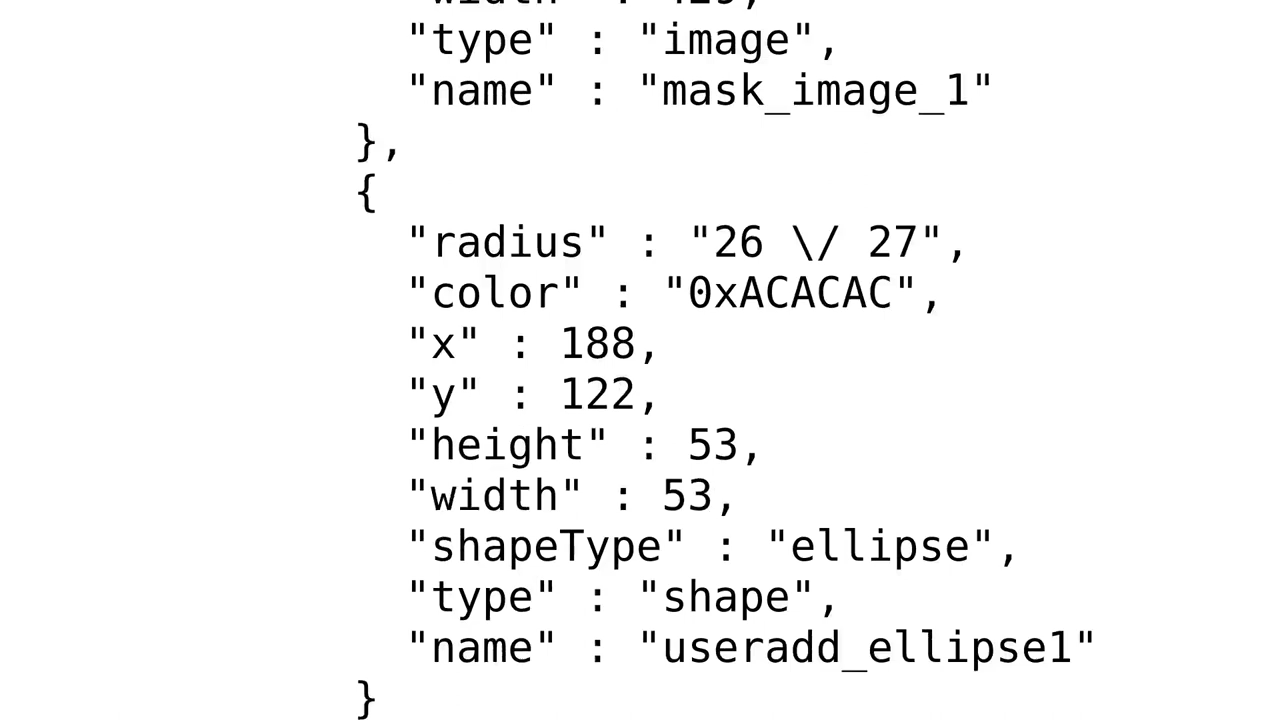 "type" : "image",
"name" : "mask_image_1"
},
{
"radius" : "26 \/ 27",
"color" : "0xACACAC",
"x" : 188,
"y" : 122,
"height" : 53,
"width" : 53,
"shapeType" : "ellipse",
"type" : "shape",
"name" : "useradd_ellipse1"
}